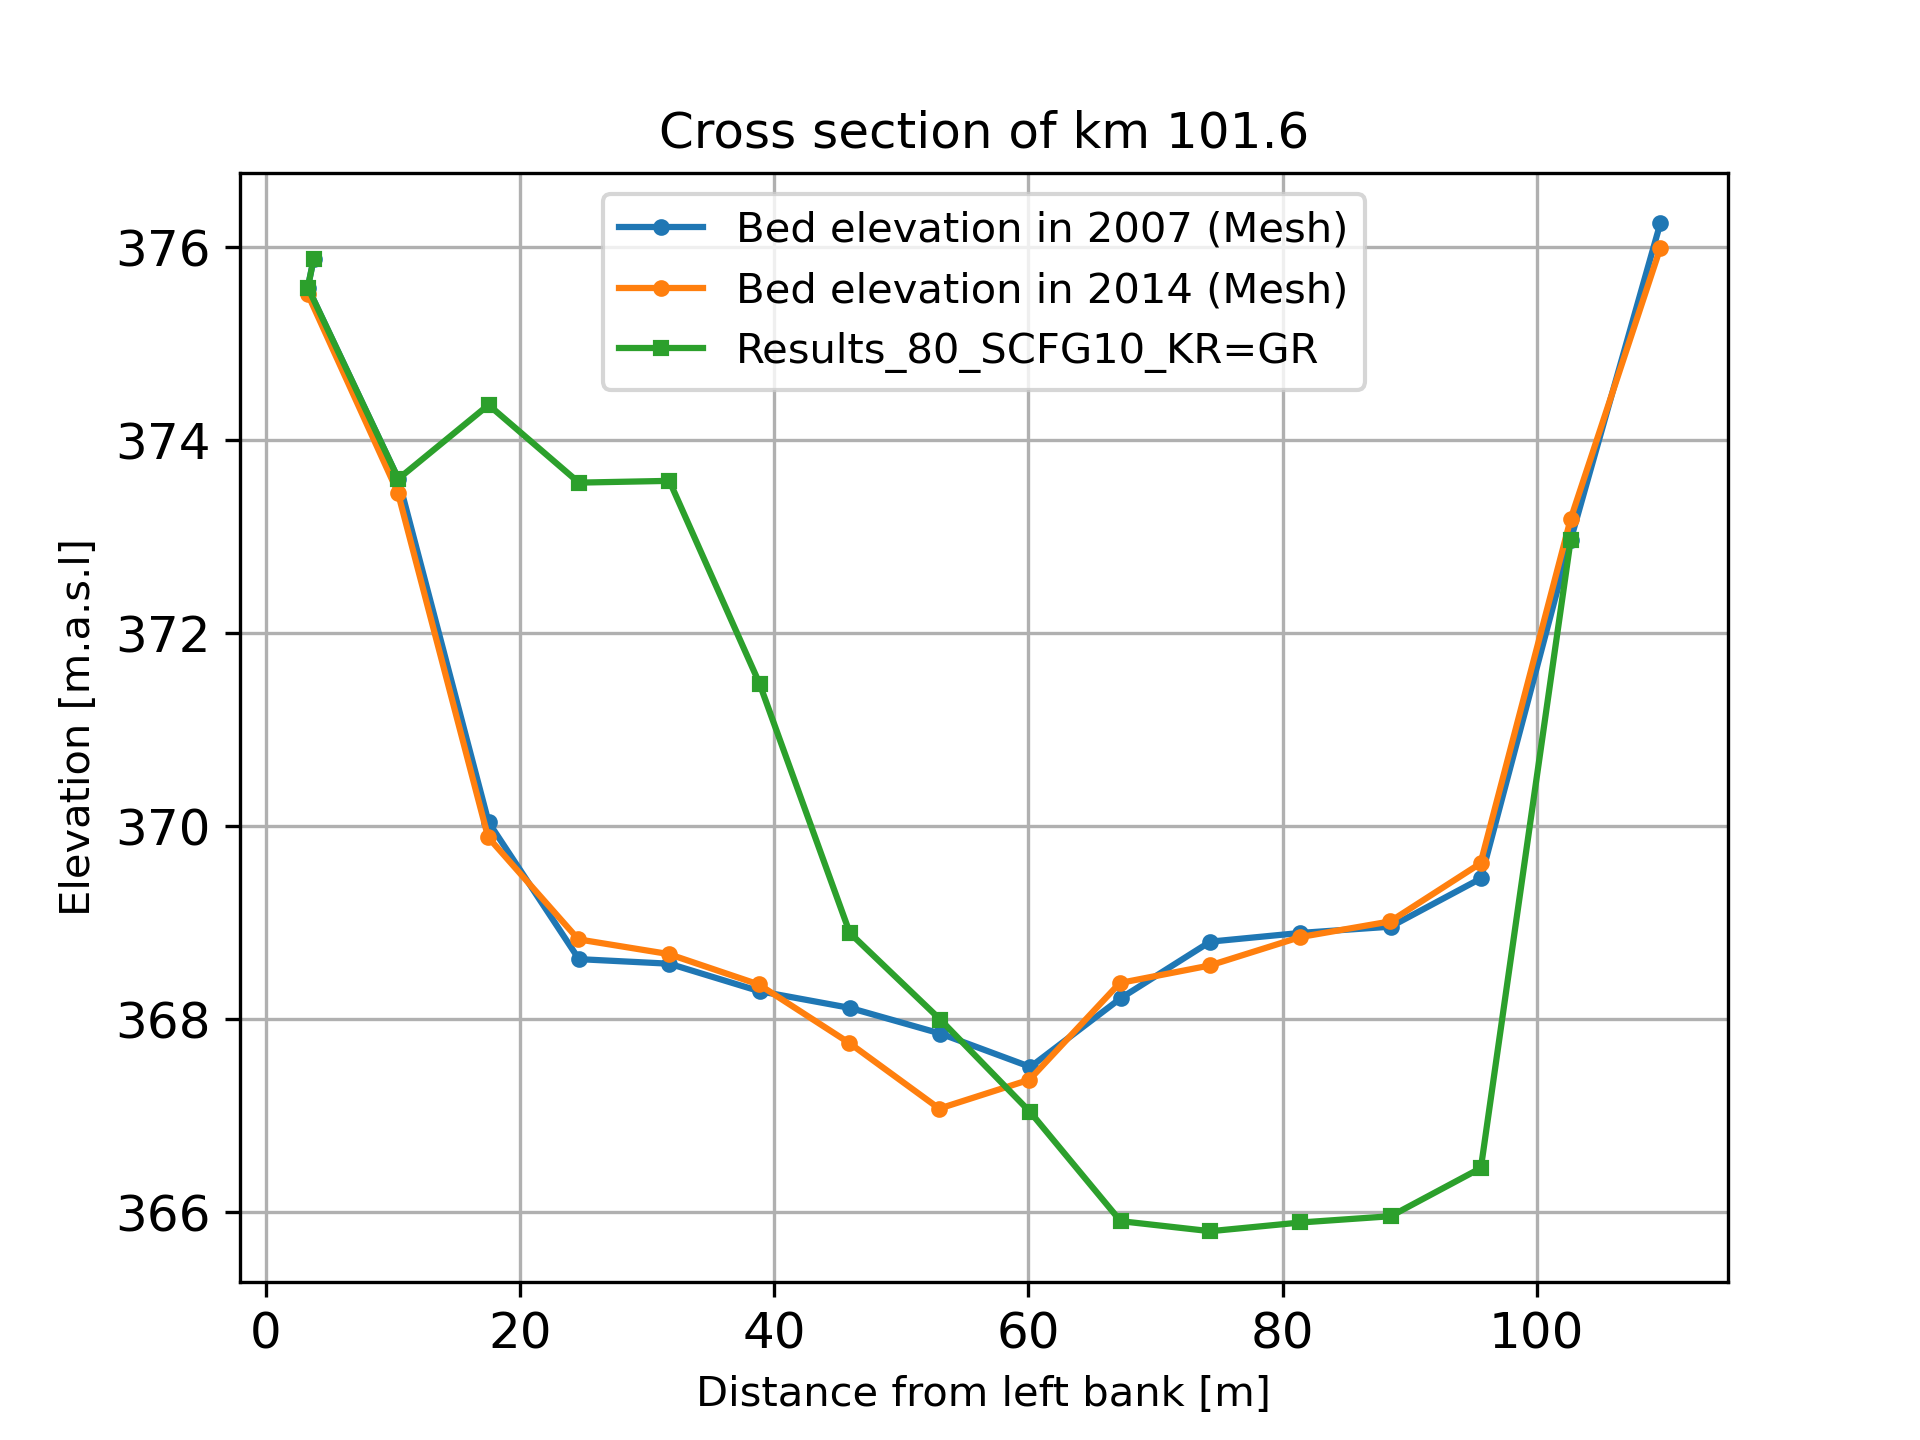 Cross section of km 101.6
Bed elevation in 2007 (Mesh)
Bed elevation in 2014 (Mesh)
Results_80_SCFG10_KR=GR
Elevation [m.a.s.l]
376
374
372
370
368
366
0 20 40 60 80 100
Distance from left bank [m]